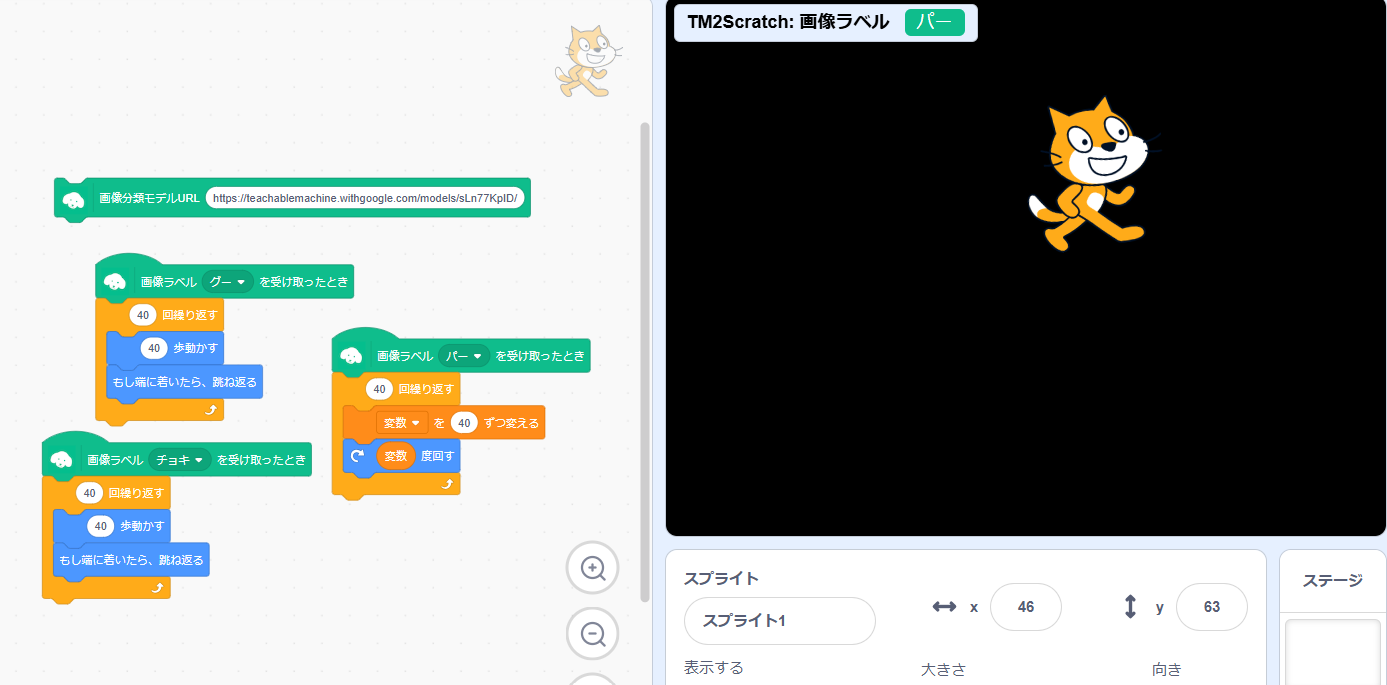 画像分類モデルURL https://teachablemachine.withgoogle.com/models/sLn77KpID/
画像ラベル グー を受け取ったとき
40 回繰り返す
40 歩動かす
もし端に着いたら、跳ね返る
画像ラベル パー を受け取ったとき
40 回繰り返す
変数 を 40 ずつ変える
変数 度回す
画像ラベル チョキ を受け取ったとき
40 回繰り返す
40 歩動かす
もし端に着いたら、跳ね返る
TM2Scratch: 画像ラベル パー
スプライト
スプライト1
x 46
y 63
表示する
大きさ
向き
ステージ